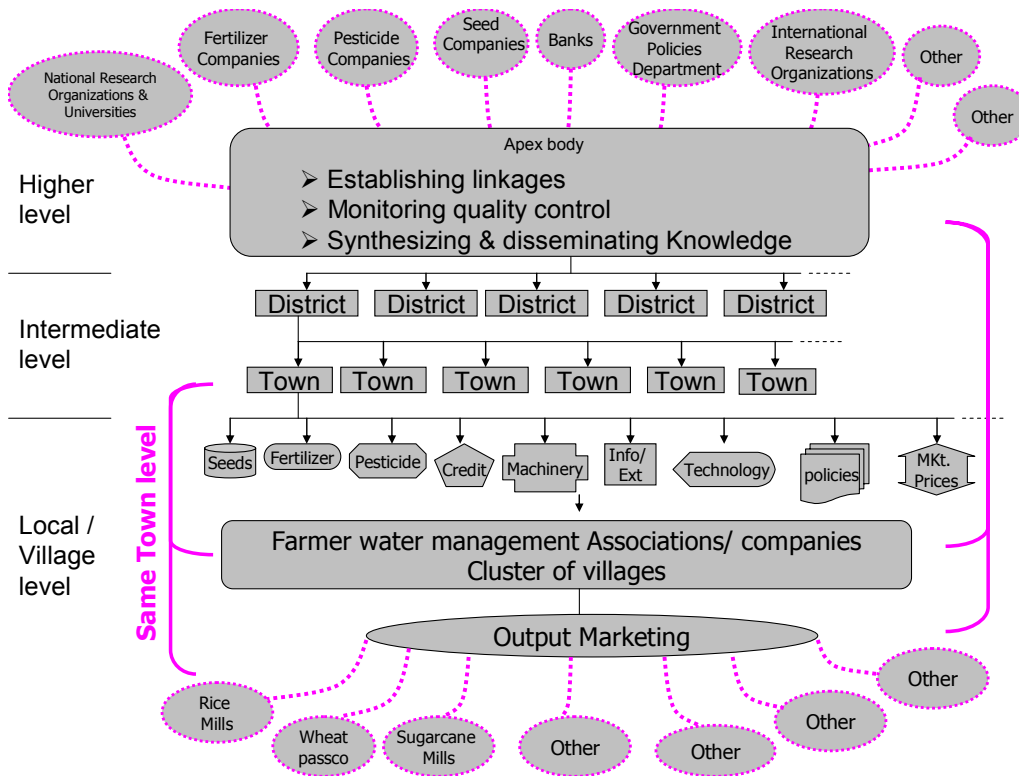 National Research
Organizations &
Universities
Fertilizer
Companies
Pesticide
Companies
Seed
Companies
Banks
Government
Policies
Department
International
Research
Organizations
Other
Other
Higher
level
Apex body
➢ Establishing linkages
➢ Monitoring quality control
➢ Synthesizing & disseminating Knowledge
Intermediate
level
District
District
District
District
District
Town
Town
Town
Town
Town
Town
Same Town level
Local /
Village
level
Seeds
Fertilizer
Pesticide
Credit
Machinery
Info/
Ext
Technology
policies
MKt.
Prices
Farmer water management Associations/ companies
Cluster of villages
Output Marketing
Rice
Mills
Wheat
passco
Sugarcane
Mills
Other
Other
Other
Other